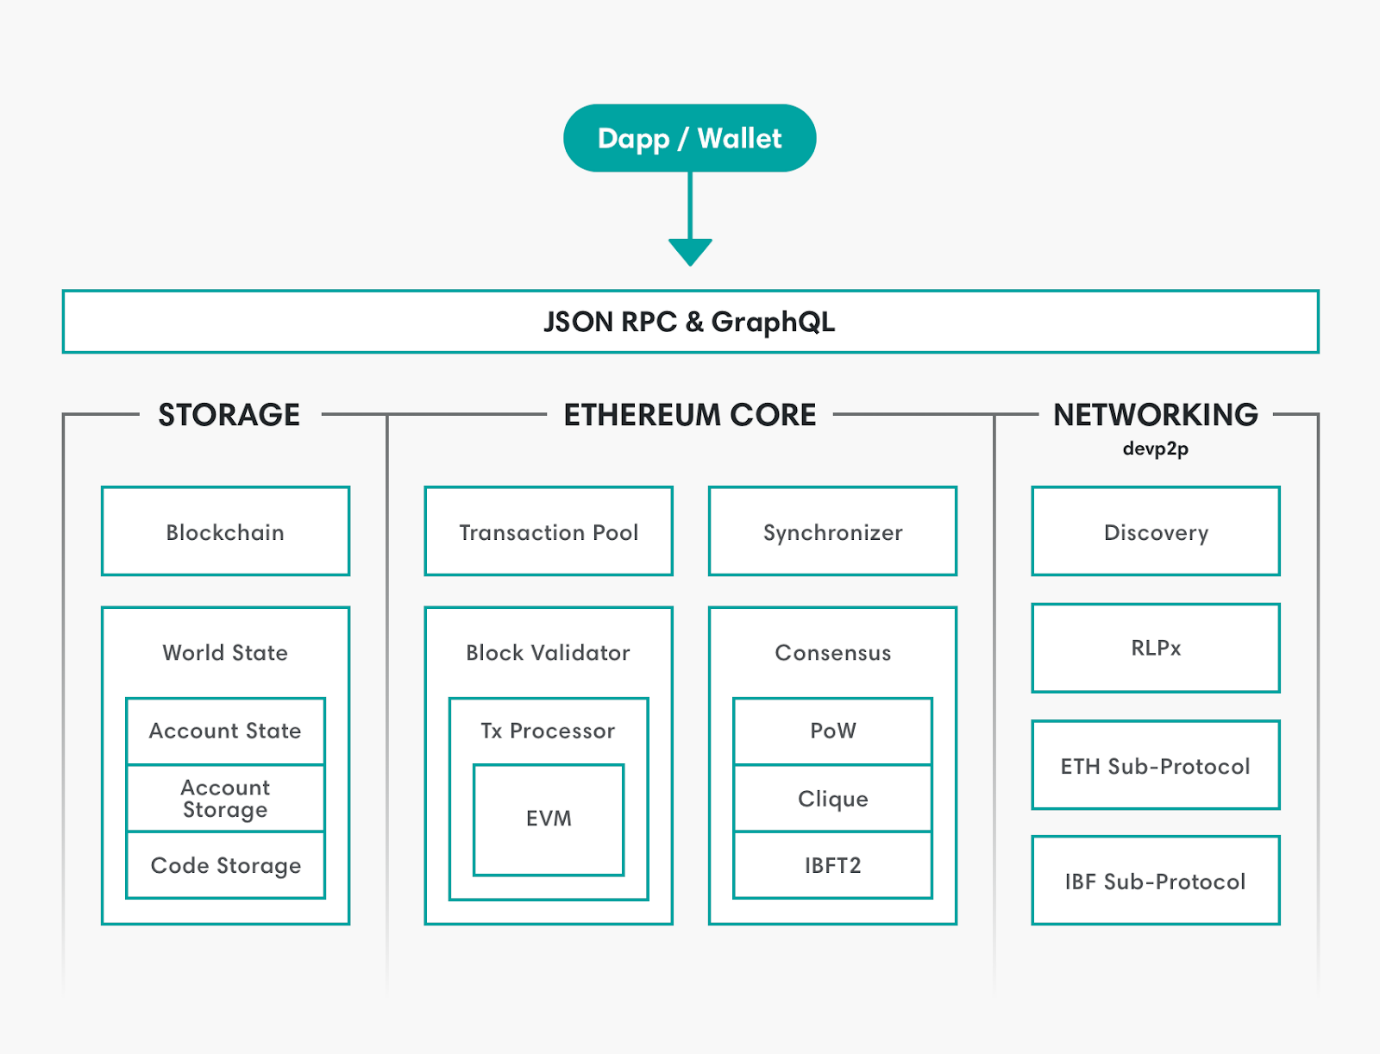 Dapp / Wallet
JSON RPC & GraphQL
STORAGE
ETHEREUM CORE
NETWORKING
devp2p
Blockchain
World State
Account State
Account
Storage
Code Storage
Transaction Pool
Synchronizer
Block Validator
Tx Processor
EVM
Consensus
PoW
Clique
IBFT2
Discovery
RLPx
ETH Sub-Protocol
IBF Sub-Protocol